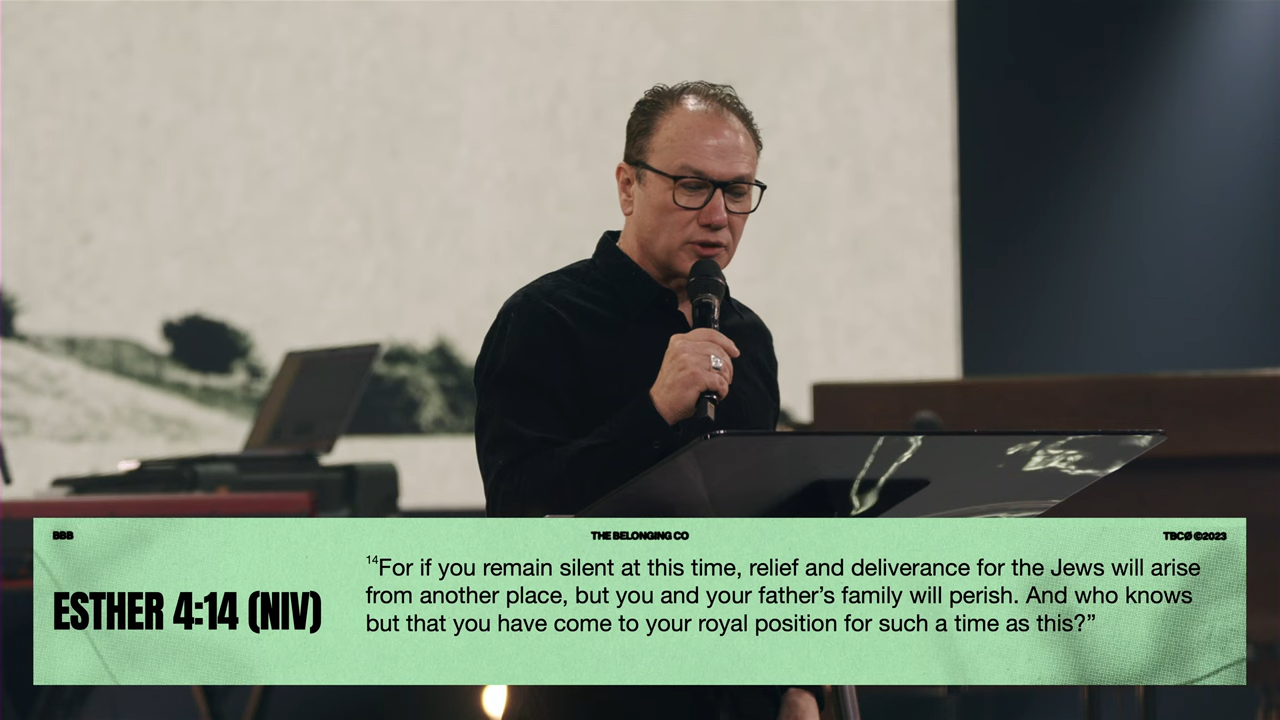 BBB
THE BELONGING CO
TBCØ ©2023
ESTHER 4:14 (NIV)
14For if you remain silent at this time, relief and deliverance for the Jews will arise
from another place, but you and your father’s family will perish. And who knows
but that you have come to your royal position for such a time as this?”